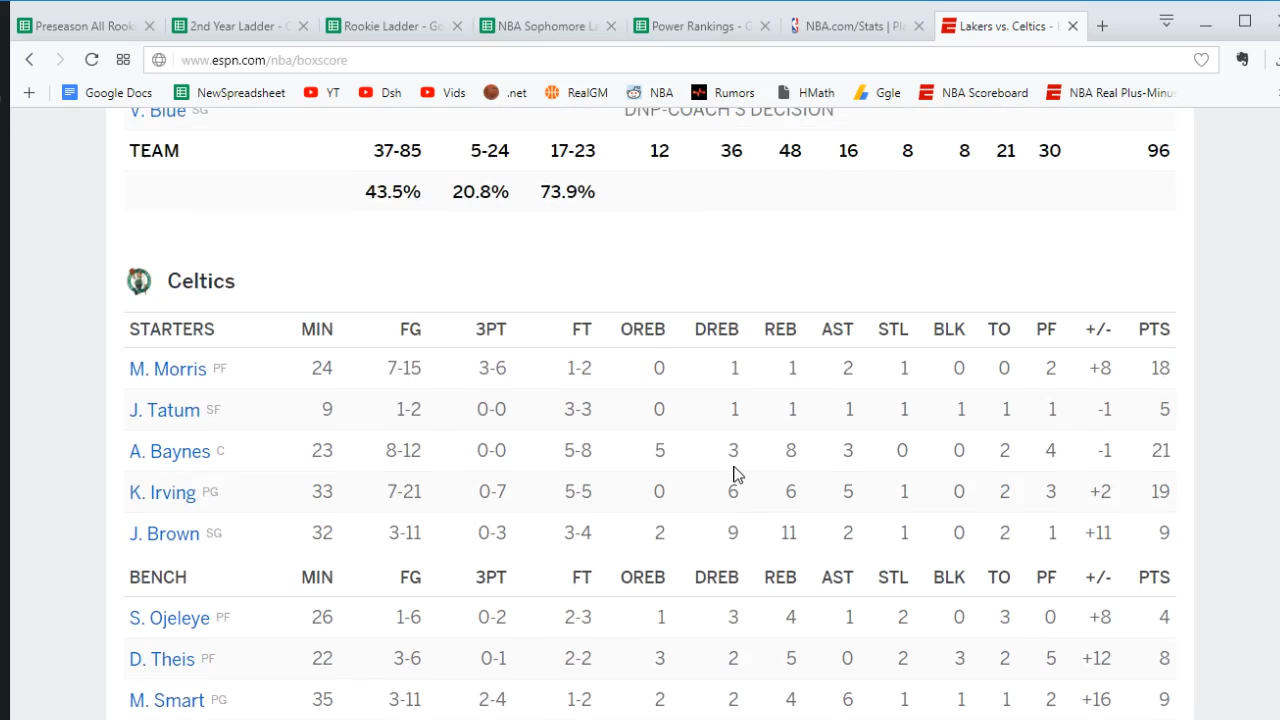 Preseason All Rook 2nd Year Ladder - G Rookie Ladder - Go NBA Sophomore La Power Rankings - G NBA.com/Stats | Pl Lakers vs. Celtics -
www.espn.com/nba/boxscore
Google Docs NewSpreadsheet YT Dsh Vids .net RealGM NBA Rumors HMath Ggle NBA Scoreboard NBA Real Plus-Minu
V. Blue SG DNP-COACH'S DECISION
TEAM 37-85 5-24 17-23 12 36 48 16 8 8 21 30 96
43.5% 20.8% 73.9%
Celtics
STARTERS MIN FG 3PT FT OREB DREB REB AST STL BLK TO PF +/- PTS
M. Morris PF 24 7-15 3-6 1-2 0 1 1 2 1 0 0 2 +8 18
J. Tatum SF 9 1-2 0-0 3-3 0 1 1 1 1 1 1 1 -1 5
A. Baynes C 23 8-12 0-0 5-8 5 3 8 3 0 0 2 4 -1 21
K. Irving PG 33 7-21 0-7 5-5 0 6 6 5 1 0 2 3 +2 19
J. Brown SG 32 3-11 0-3 3-4 2 9 11 2 1 0 2 1 +11 9
BENCH MIN FG 3PT FT OREB DREB REB AST STL BLK TO PF +/- PTS
S. Ojeleye PF 26 1-6 0-2 2-3 1 3 4 1 2 0 3 0 +8 4
D. Theis PF 22 3-6 0-1 2-2 3 2 5 0 2 3 2 5 +12 8
M. Smart PG 35 3-11 2-4 1-2 2 2 4 6 1 1 1 2 +16 9